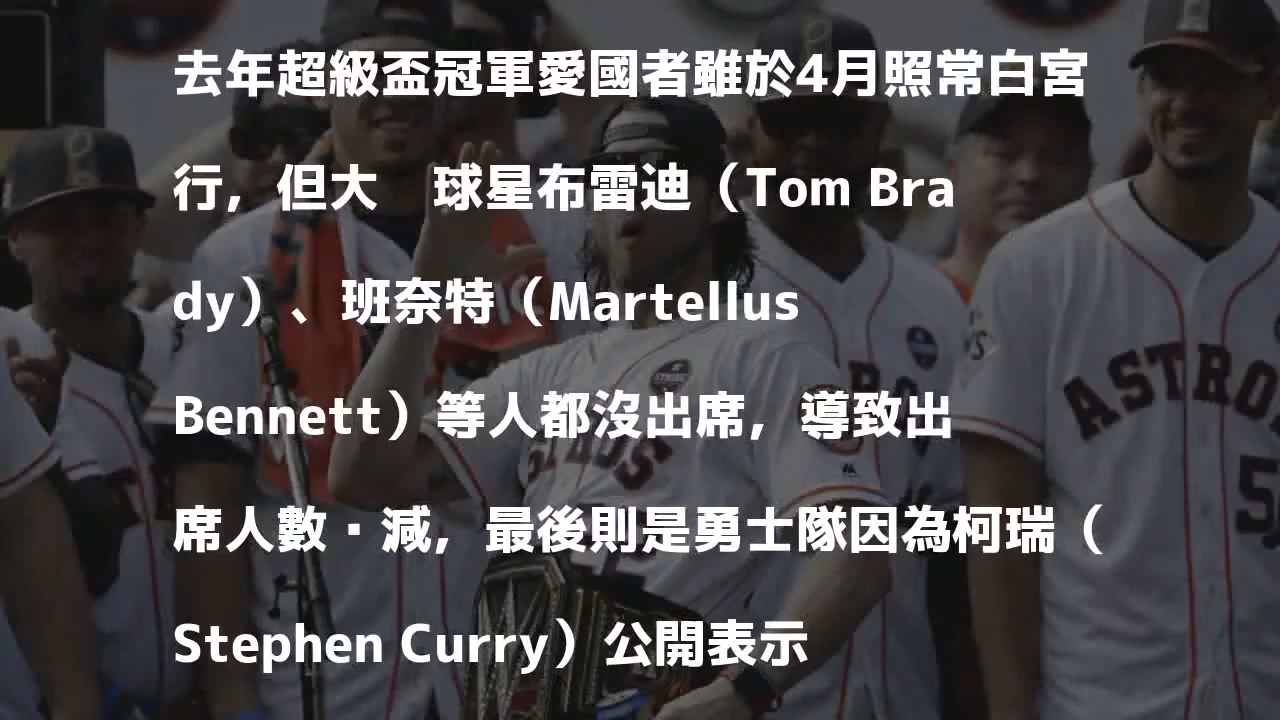 去年超級盃冠軍愛國者雖於4月照常白宮
行，但大　球星布雷迪（Tom Bra
dy）、班奈特（Martellus
Bennett）等人都沒出席，導致出
席人數·減，最後則是勇士隊因為柯瑞（
Stephen Curry）公開表示
ASTRO
5